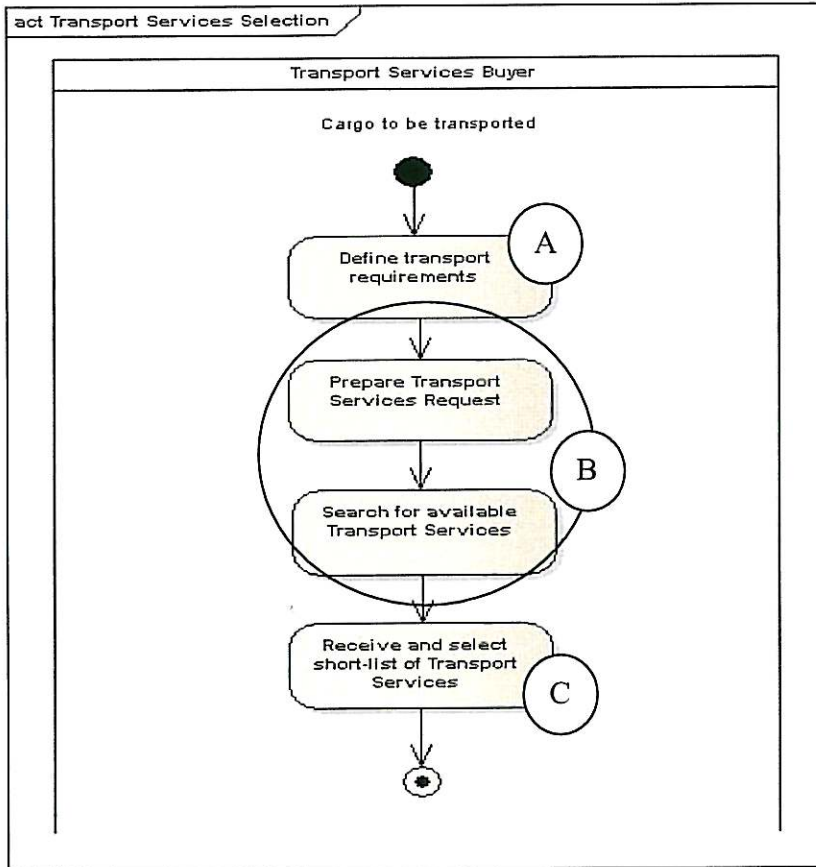 act Transport Services Selection
Transport Services Buyer
Cargo to be transported
Define transport
requirements
A
Prepare Transport
Services Request
B
Search for available
Transport Services
Receive and select
short-list of Transport
Services
C